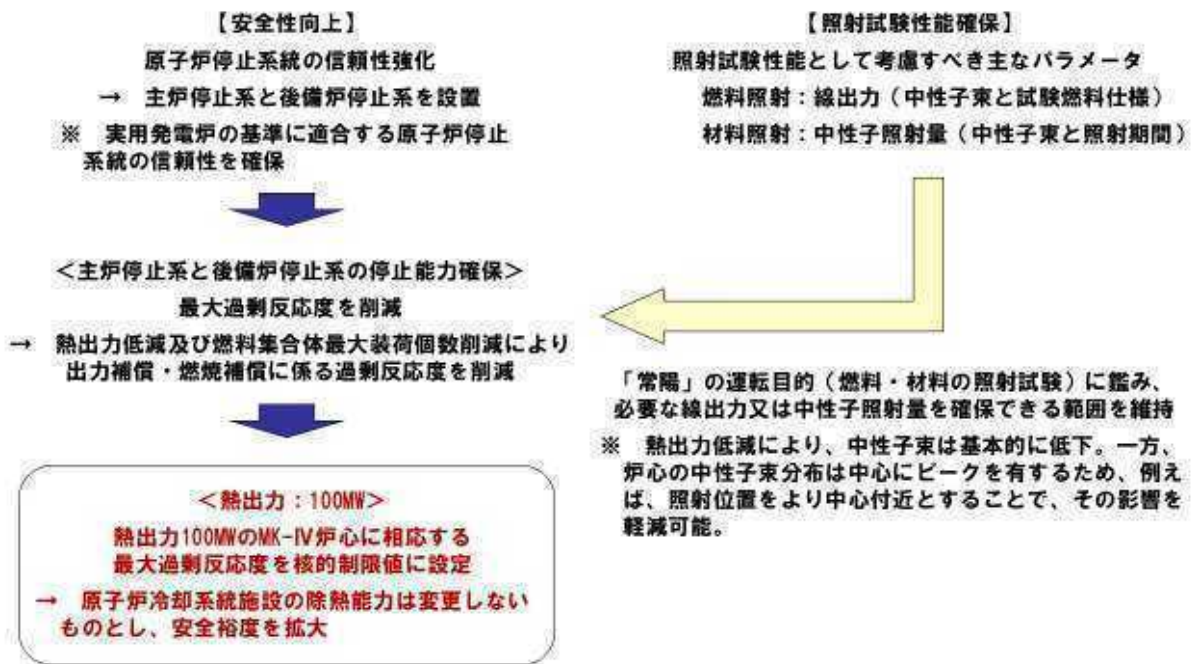 【安全性向上】
原子炉停止系統の信頼性強化
→ 主炉停止系と後備炉停止系を設置
※ 実用発電炉の基準に適合する原子炉停止
系統の信頼性を確保
＜主炉停止系と後備炉停止系の停止能力確保＞
最大過剰反応度を削減
→ 熱出力低減及び燃料集合体最大装荷個数削減により
出力補償・燃焼補償に係る過剰反応度を削減
＜熱出力：100MW＞
熱出力100MWのMK-Ⅳ炉心に相応する
最大過剰反応度を核的制限値に設定
→ 原子炉冷却系統施設の除熱能力は変更しない
ものとし、安全裕度を拡大
【照射試験性能確保】
照射試験性能として考慮すべき主なパラメータ
燃料照射：線出力（中性子束と試験燃料仕様）
材料照射：中性子照射量（中性子束と照射期間）
「常陽」の運転目的（燃料・材料の照射試験）に鑑み、
必要な線出力又は中性子照射量を確保できる範囲を維持
※ 熱出力低減により、中性子束は基本的に低下。一方、
炉心の中性子束分布は中心にピークを有するため、例え
ば、照射位置をより中心付近とすることで、その影響を
軽減可能。